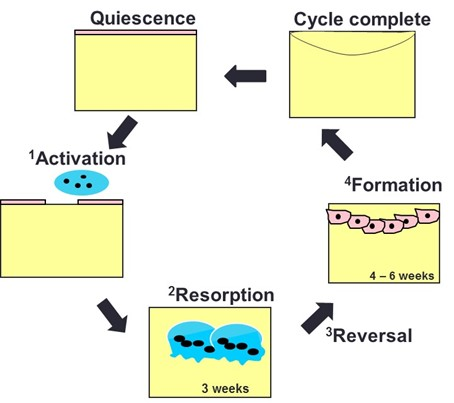 Quiescence
Cycle complete
¹Activation
²Resorption
3 weeks
³Reversal
⁴Formation
4 – 6 weeks